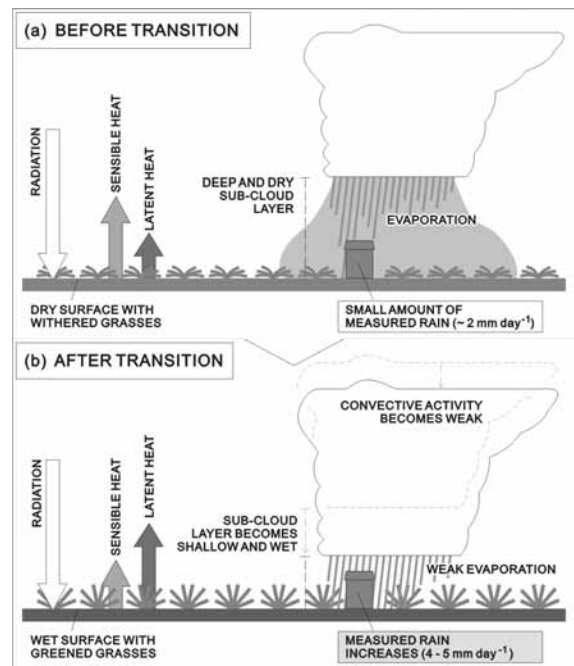 (a) BEFORE TRANSITION
RADIATION
SENSIBLE HEAT
LATENT HEAT
DEEP AND DRY
SUB-CLOUD
LAYER
EVAPORATION
DRY SURFACE WITH
WITHERED GRASSES
SMALL AMOUNT OF
MEASURED RAIN (~ 2 mm day⁻¹)
(b) AFTER TRANSITION
CONVECTIVE ACTIVITY
BECOMES WEAK
RADIATION
SENSIBLE HEAT
LATENT HEAT
SUB-CLOUD
LAYER BECOMES
SHALLOW AND WET
WEAK EVAPORATION
WET SURFACE WITH
GREENED GRASSES
MEASURED RAIN
INCREASES (4 - 5 mm day⁻¹)